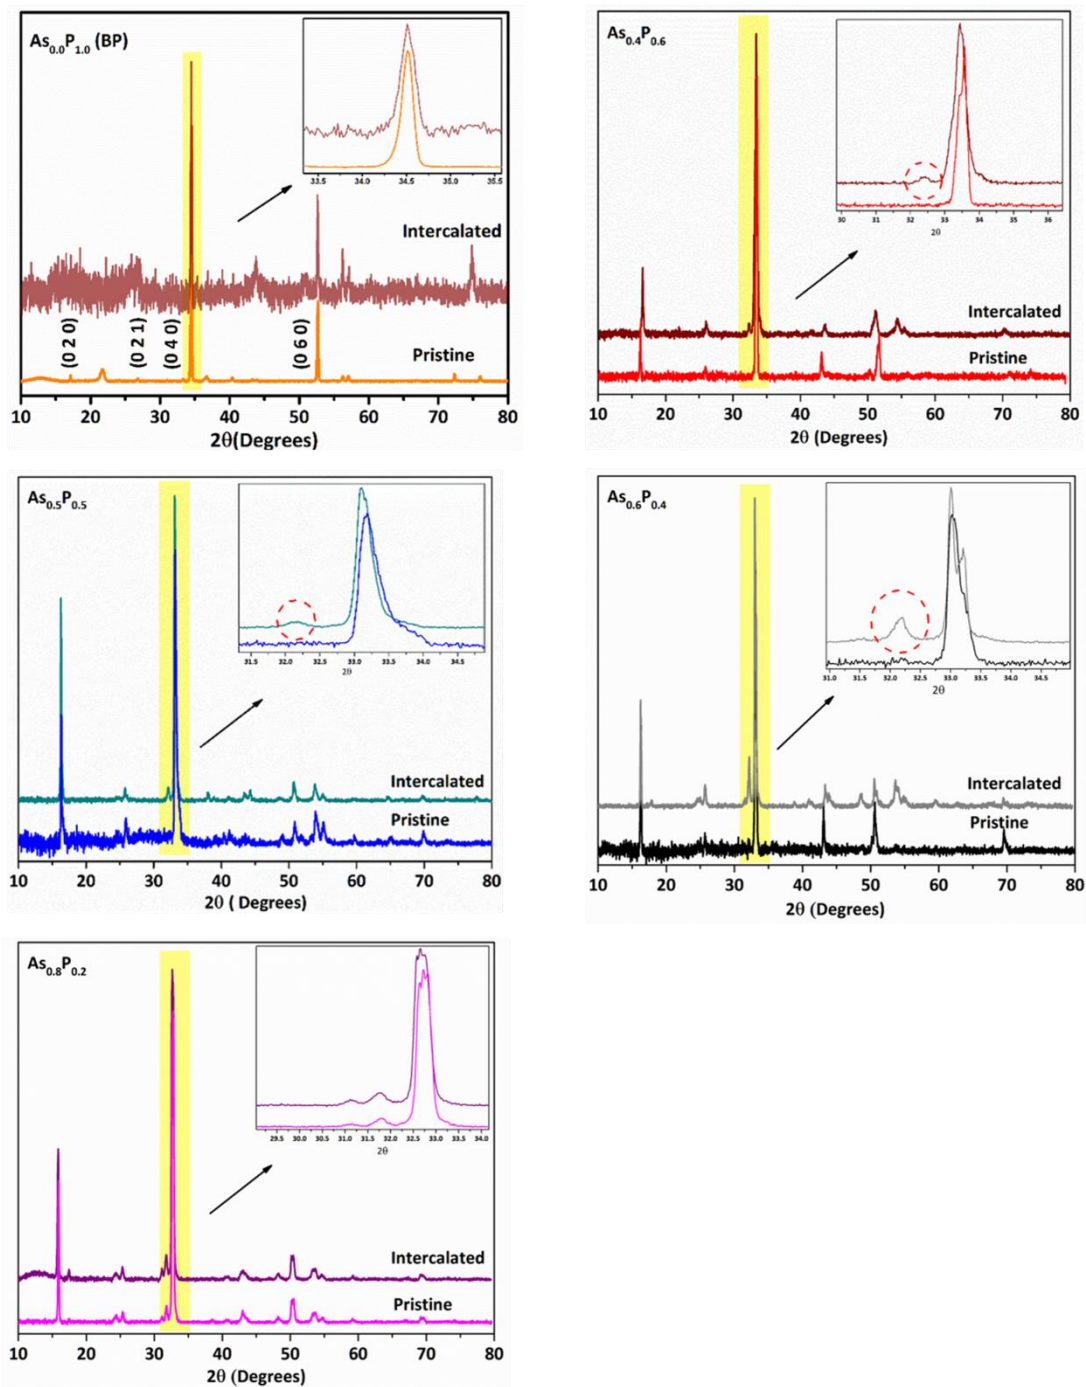 As0.0P1.0 (BP)
33.5 34.0 34.5 35.0 35.5
Intercalated
(0 2 0) (0 2 1) (0 4 0) (0 6 0)
Pristine
10 20 30 40 50 60 70 80
2θ(Degrees)
As0.4P0.6
30 31 32 33 34 35 36
2θ
Intercalated
Pristine
10 20 30 40 50 60 70 80
2θ (Degrees)
As0.5P0.5
31.5 32.0 32.5 33.0 33.5 34.0 34.5
2θ
Intercalated
Pristine
10 20 30 40 50 60 70 80
2θ ( Degrees)
As0.6P0.4
31.0 31.5 32.0 32.5 33.0 33.5 34.0 34.5
2θ
Intercalated
Pristine
10 20 30 40 50 60 70 80
2θ (Degrees)
As0.8P0.2
29.5 30.0 30.5 31.0 31.5 32.0 32.5 33.0 33.5 34.0
2θ
Intercalated
Pristine
10 20 30 40 50 60 70 80
2θ (Degrees)